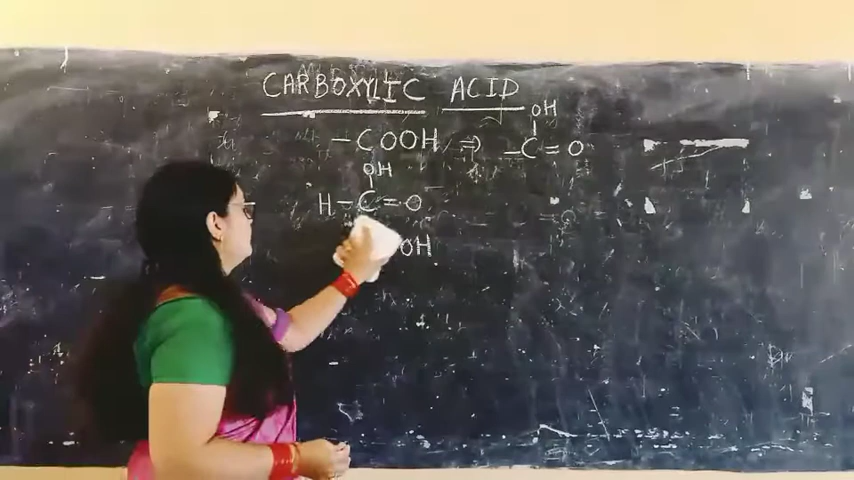 CARBOXYLIC ACID
OH
-COOH ⇒ -C=O
OH
H-C=O
OH